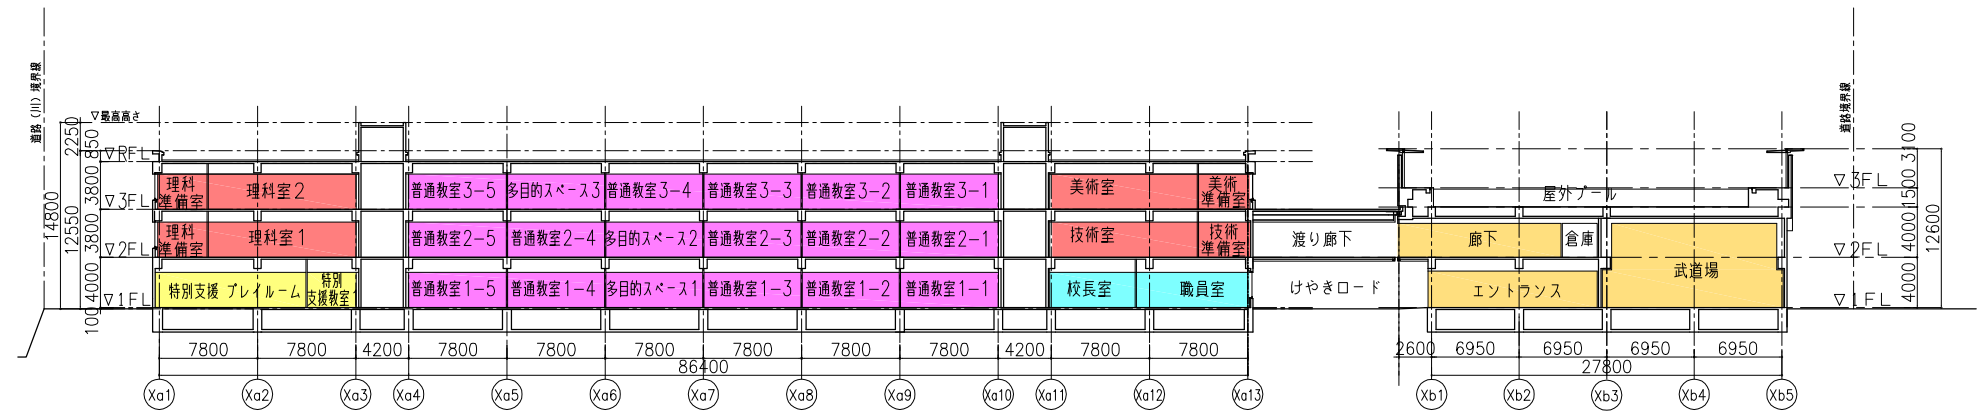 道路（川）境界線
道路境界線
▽最高高さ
▽RFL
▽3FL
▽2FL
▽1FL
14800
12550
2250
850
3800
3800
4000
100
理科
準備室
理科室2
普通教室3-5
多目的スペース3
普通教室3-4
普通教室3-3
普通教室3-2
普通教室3-1
美術室
美術
準備室
屋外プール
理科
準備室
理科室1
普通教室2-5
普通教室2-4
多目的スペース2
普通教室2-3
普通教室2-2
普通教室2-1
技術室
技術
準備室
渡り廊下
廊下
倉庫
武道場
特別支援 プレイルーム
特別
支援教室
普通教室1-5
普通教室1-4
多目的スペース1
普通教室1-3
普通教室1-2
普通教室1-1
校長室
職員室
けやきロード
エントランス
▽3FL
▽2FL
▽1FL
3100
1500
4000
4000
12600
7800 7800 4200 7800 7800 7800 7800 7800 7800 4200 7800 7800 2600 6950 6950 6950 6950
86400 27800
Xa1 Xa2 Xa3 Xa4 Xa5 Xa6 Xa7 Xa8 Xa9 Xa10 Xa11 Xa12 Xa13 Xb1 Xb2 Xb3 Xb4 Xb5